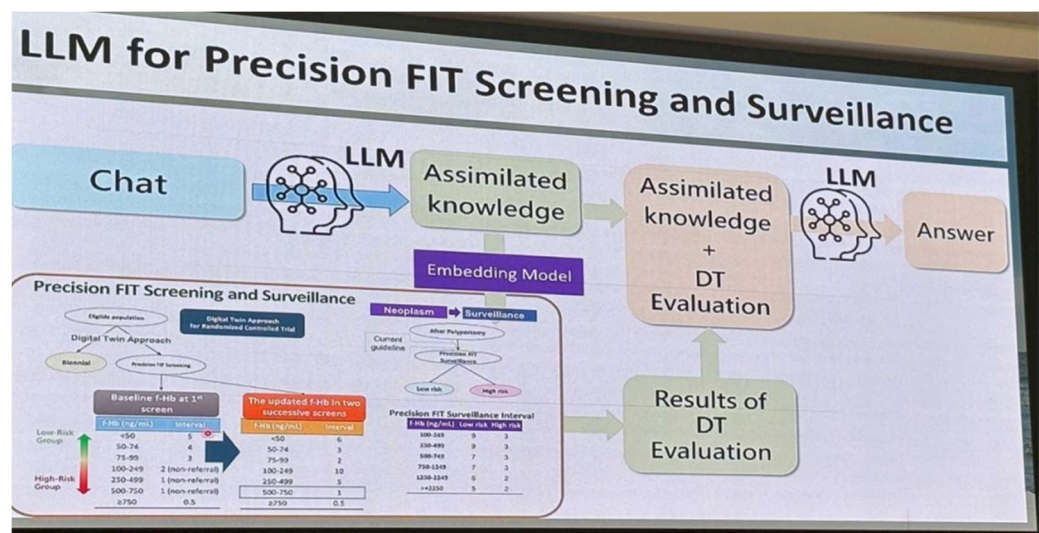 LLM for Precision FIT Screening and Surveillance
Chat
LLM
Assimilated
knowledge
Assimilated
knowledge
+
DT
Evaluation
LLM
Answer
Embedding Model
Results of
DT
Evaluation
Precision FIT Screening and Surveillance
Eligible population
Digital Twin Approach
for Randomized Controlled Trial
Digital Twin Approach
Biennial
Precision FIT Screening
Baseline f-Hb at 1st
screen
f-Hb (ng/mL) Interval
<50 5
50-74 4
75-99 3
100-249 2 (non-referral)
250-499 1 (non-referral)
500-750 1 (non-referral)
≥750 0.5
Low-Risk
Group
High-Risk
Group
The updated f-Hb in two
successive screens
f-Hb (ng/mL) Interval
<50 6
50-74 3
75-99 2
100-249 10
250-499 5
500-750 1
≥750 0.5
Neoplasm Surveillance
Current
guideline
After Polypectomy
Precision FIT
Surveillance
Low risk
High risk
Precision FIT Surveillance Interval
f-Hb (ng/mL) Low risk High risk
100-249 9 3
250-499 9 3
500-749 7 3
750-1249 7 3
1250-2249 6 2
>=2250 5 2